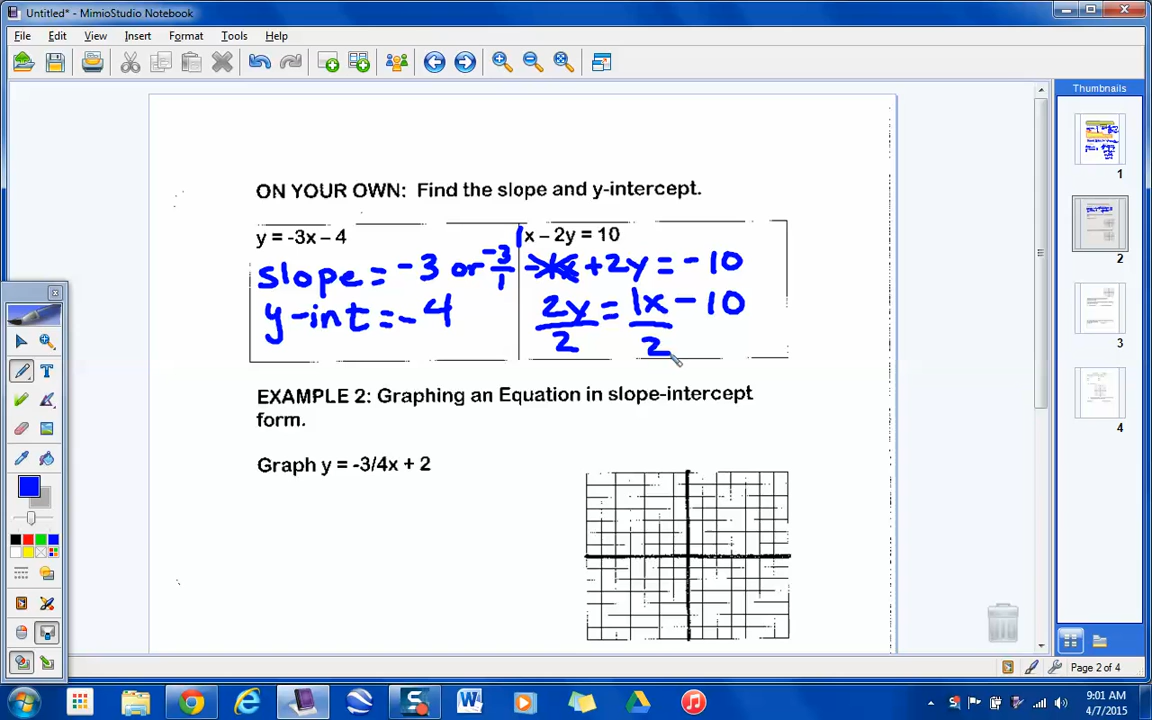 Untitled* - MimioStudio Notebook
File Edit View Insert Format Tools Help
Thumbnails
ON YOUR OWN: Find the slope and y-intercept.
y = -3x – 4
slope = -3 or -3/1
y-int = -4
1x – 2y = 10
+2y = -10
2y = 1x - 10
2 2
EXAMPLE 2: Graphing an Equation in slope-intercept
form.
Graph y = -3/4x + 2
1
2
3
4
Page 2 of 4
9:01 AM
4/7/2015